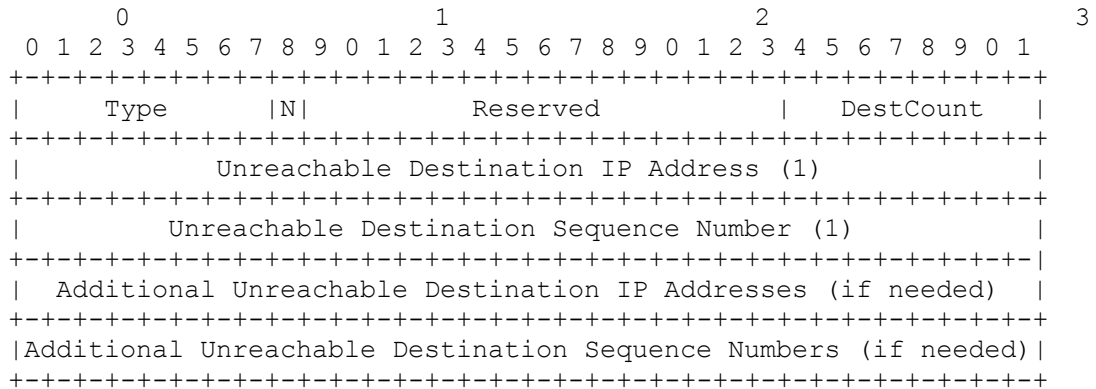 0                   1                   2                   3
 0 1 2 3 4 5 6 7 8 9 0 1 2 3 4 5 6 7 8 9 0 1 2 3 4 5 6 7 8 9 0 1
+-+-+-+-+-+-+-+-+-+-+-+-+-+-+-+-+-+-+-+-+-+-+-+-+-+-+-+-+-+-+-+-+
|      Type      |N|          Reserved           |   DestCount   |
+-+-+-+-+-+-+-+-+-+-+-+-+-+-+-+-+-+-+-+-+-+-+-+-+-+-+-+-+-+-+-+-+
|            Unreachable Destination IP Address (1)             |
+-+-+-+-+-+-+-+-+-+-+-+-+-+-+-+-+-+-+-+-+-+-+-+-+-+-+-+-+-+-+-+-+
|         Unreachable Destination Sequence Number (1)           |
+-+-+-+-+-+-+-+-+-+-+-+-+-+-+-+-+-+-+-+-+-+-+-+-+-+-+-+-+-+-+-+-|
|  Additional Unreachable Destination IP Addresses (if needed)  |
+-+-+-+-+-+-+-+-+-+-+-+-+-+-+-+-+-+-+-+-+-+-+-+-+-+-+-+-+-+-+-+-+
|Additional Unreachable Destination Sequence Numbers (if needed)|
+-+-+-+-+-+-+-+-+-+-+-+-+-+-+-+-+-+-+-+-+-+-+-+-+-+-+-+-+-+-+-+-+